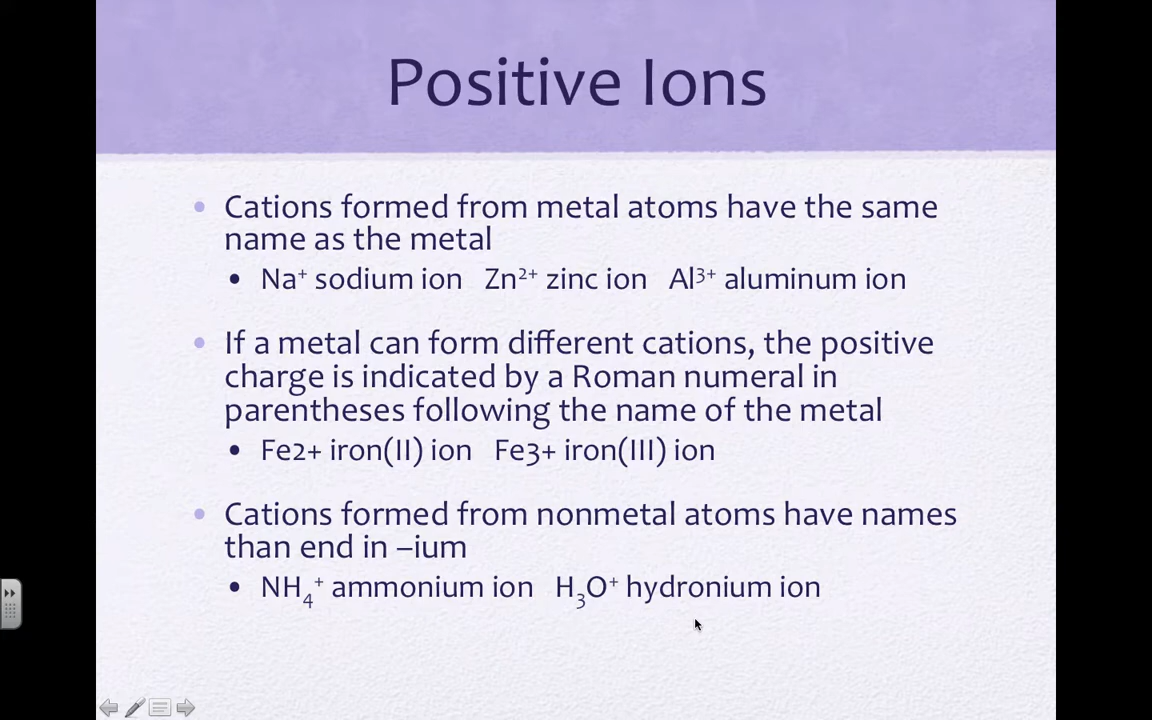 Positive Ions
• Cations formed from metal atoms have the same
name as the metal
• Na⁺ sodium ion Zn²⁺ zinc ion Al³⁺ aluminum ion
• If a metal can form different cations, the positive
charge is indicated by a Roman numeral in
parentheses following the name of the metal
• Fe2+ iron(II) ion Fe3+ iron(III) ion
• Cations formed from nonmetal atoms have names
than end in –ium
• NH₄⁺ ammonium ion H₃O⁺ hydronium ion